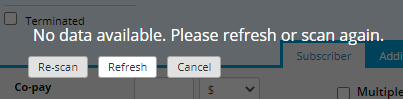 Terminated
No data available. Please refresh or scan again.
Subscriber
Re-scan Refresh Cancel
Co-pay $ Multiple